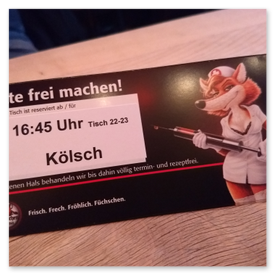 te frei machen!
Tisch ist reserviert ab / für
16:45 Uhr Tisch 22-23
Kölsch
enen Hals behandeln wir bis dahin völlig termin- und rezeptfrei.
Frisch. Frech. Fröhlich. Füchschen.